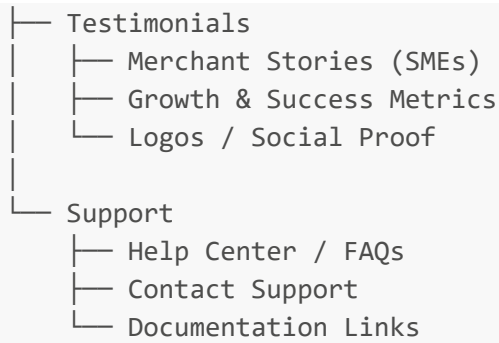 ├── Testimonials
│   ├── Merchant Stories (SMEs)
│   ├── Growth & Success Metrics
│   └── Logos / Social Proof
│
└── Support
    ├── Help Center / FAQs
    ├── Contact Support
    └── Documentation Links